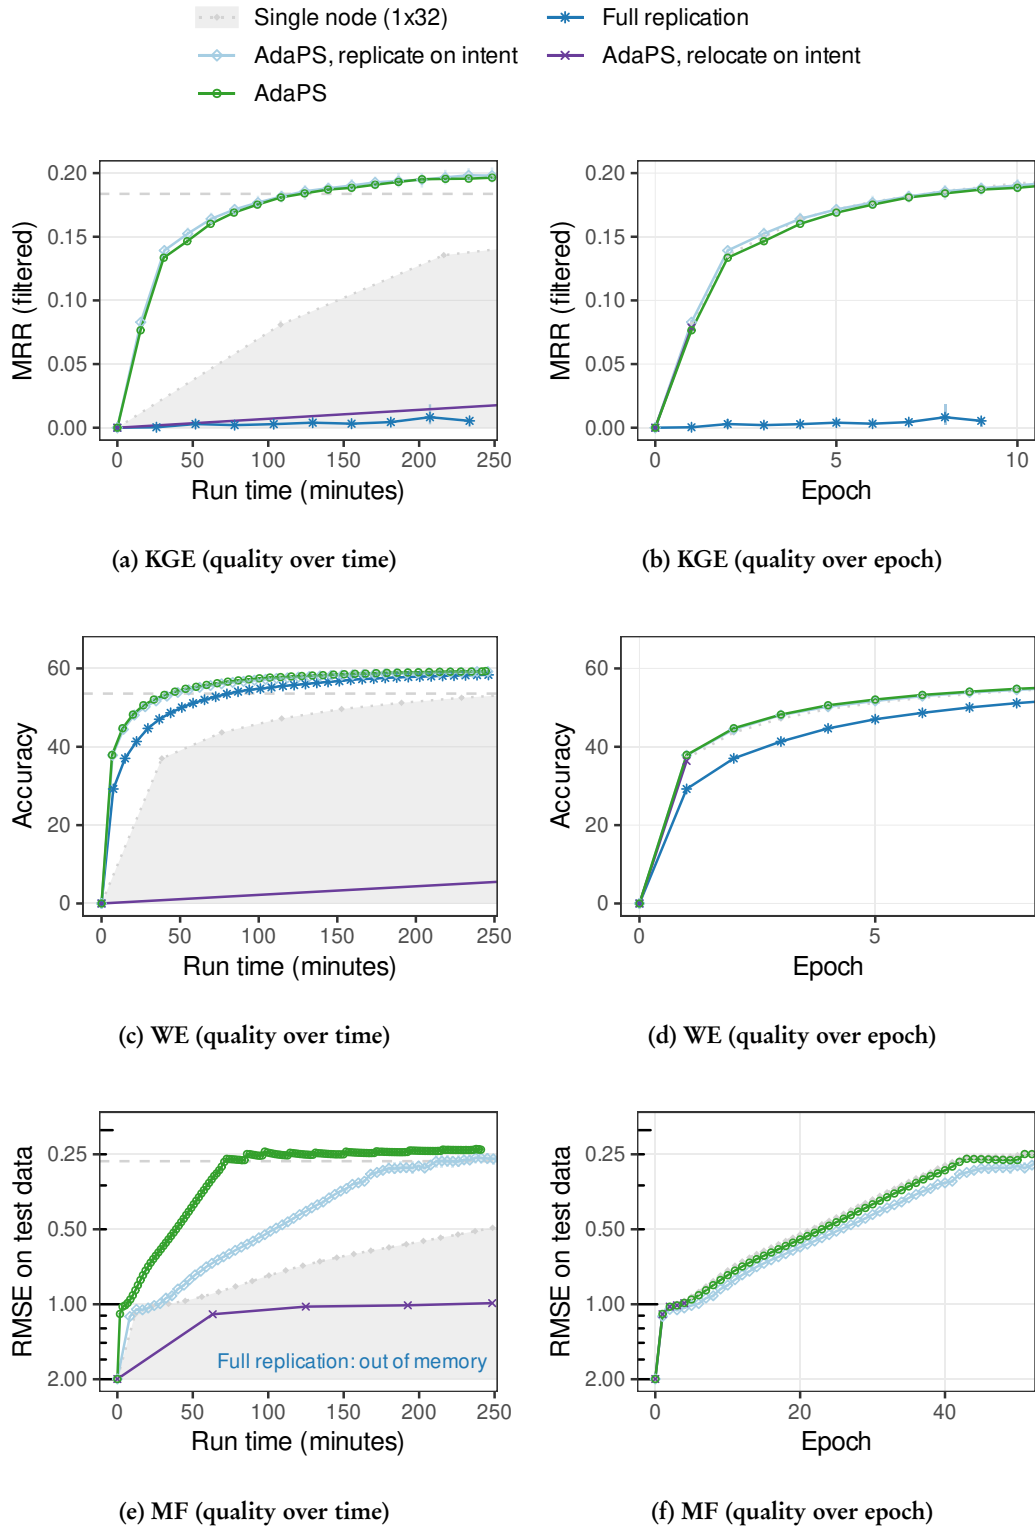 Single node (1x32)
Full replication
AdaPS, replicate on intent
AdaPS, relocate on intent
AdaPS
0.20
0.15
0.10
0.05
0.00
MRR (filtered)
0 50 100 150 200 250
Run time (minutes)
(a) KGE (quality over time)
0.20
0.15
0.10
0.05
0.00
MRR (filtered)
0 5 10
Epoch
(b) KGE (quality over epoch)
60
40
20
0
Accuracy
0 50 100 150 200 250
Run time (minutes)
(c) WE (quality over time)
60
40
20
0
Accuracy
0 5
Epoch
(d) WE (quality over epoch)
0.25
0.50
1.00
2.00
RMSE on test data
Full replication: out of memory
0 50 100 150 200 250
Run time (minutes)
(e) MF (quality over time)
0.25
0.50
1.00
2.00
RMSE on test data
0 20 40
Epoch
(f) MF (quality over epoch)